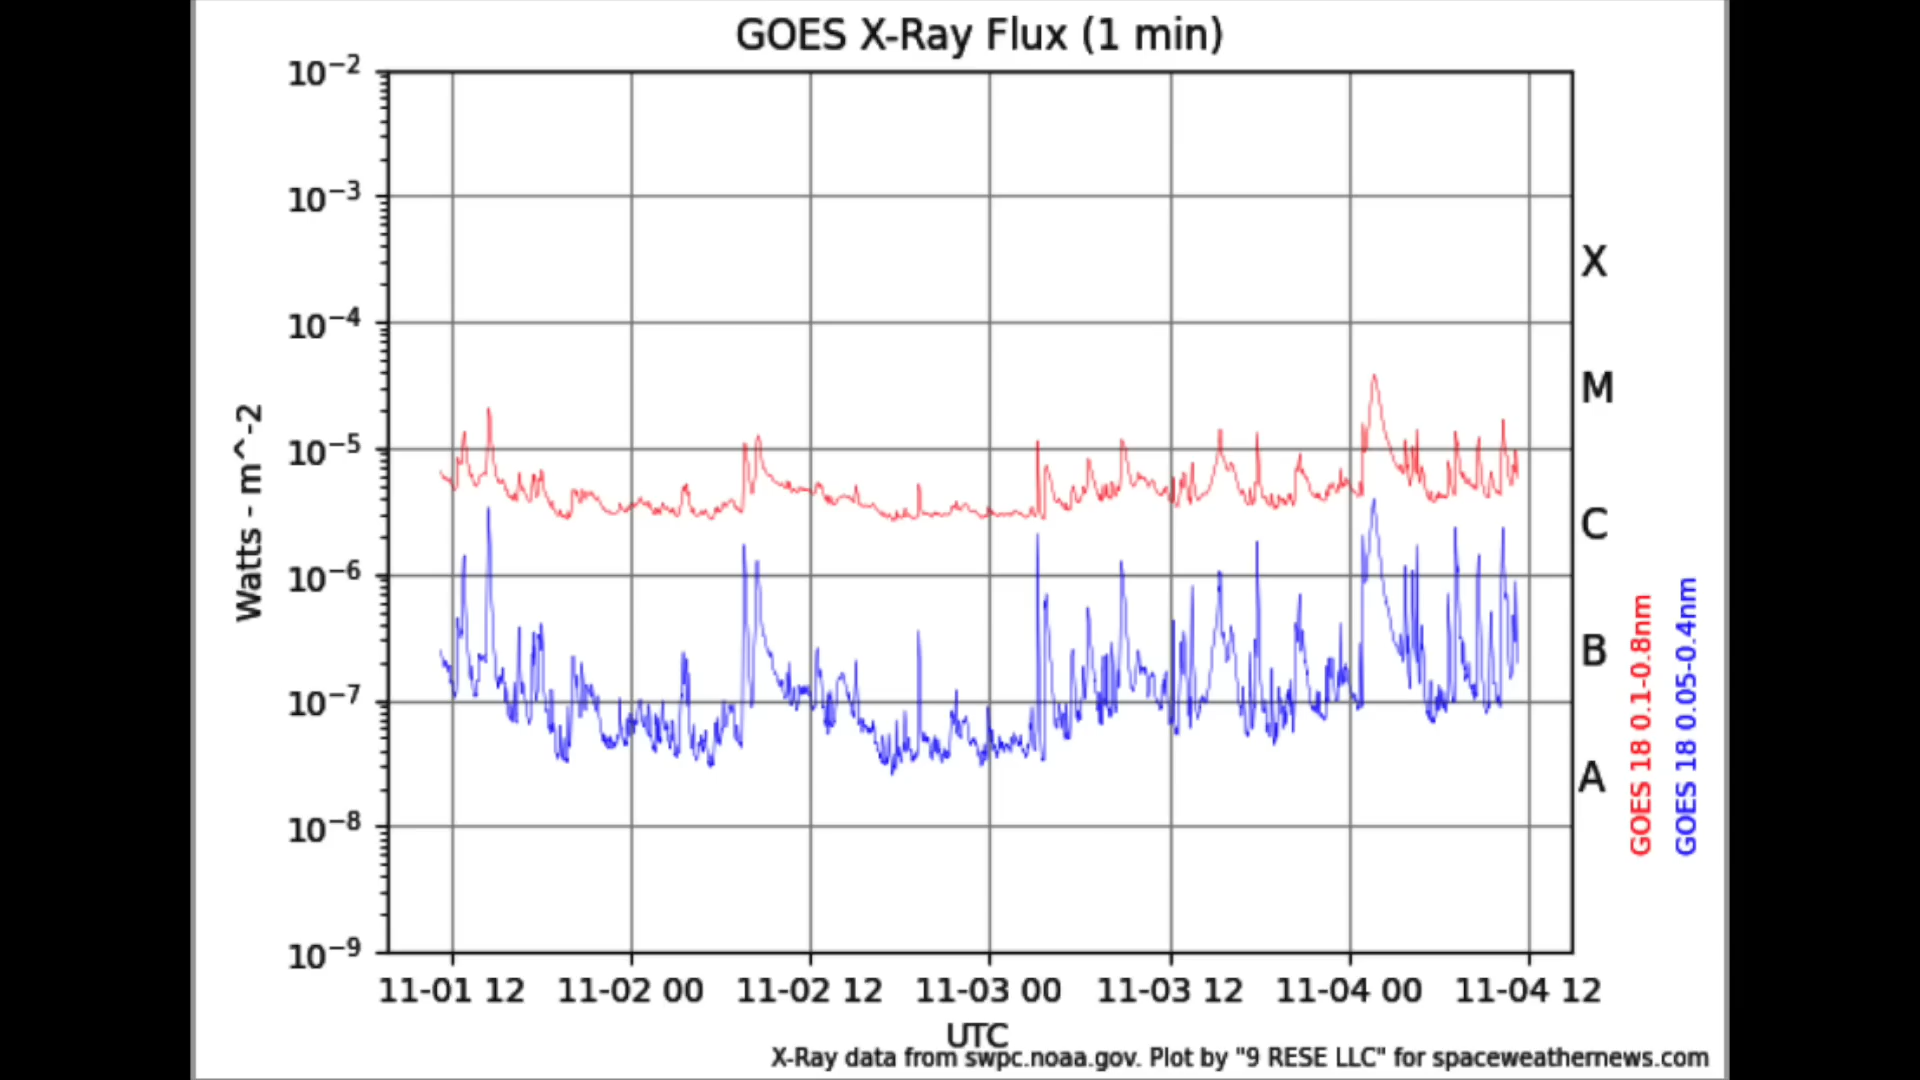 GOES X-Ray Flux (1 min)
10−2
10−3
10−4
10−5
10−6
10−7
10−8
10−9
Watts - m^-2
X
M
C
B
A
GOES 18 0.1-0.8nm
GOES 18 0.05-0.4nm
11-01 12 11-02 00 11-02 12 11-03 00 11-03 12 11-04 00 11-04 12
UTC
X-Ray data from swpc.noaa.gov. Plot by "9 RESE LLC" for spaceweathernews.com